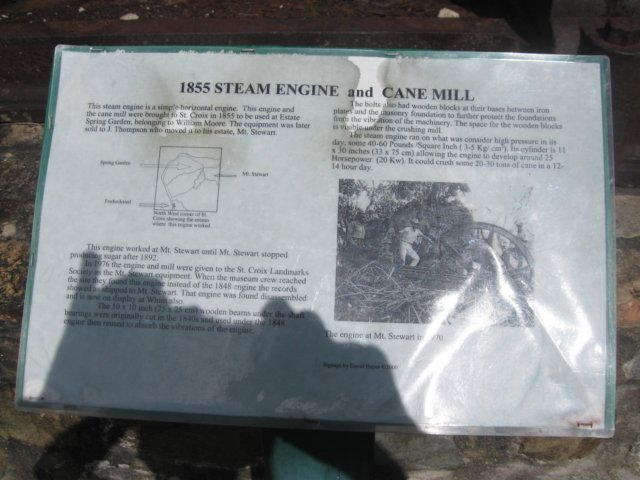 1855 STEAM ENGINE and CANE MILL
This steam engine is a simple horizontal engine. This engine and
the cane mill were brought to St. Croix in 1855 to be used at Estate
Spring Garden, belonging to William Moore. The equipment was later
sold to J. Thompson who moved it to his estate, Mt. Stewart.
Spring Garden
Mt. Stewart
Frederiksted
North West corner of St.
Croix showing the estates
where this engine worked
This engine worked at Mt. Stewart until Mt. Stewart stopped
producing sugar after 1892.
In 1976 the engine and mill were given to the St. Croix Landmarks
Society as the Mt. Stewart equipment. When the museum crew reached
the site they found this engine instead of the 1848 engine the records
showed as shipped to Mt. Stewart. That engine was found disassembled
and is now on display at Whim also.
The 10 x 10 inch (25 x 25 cm) wooden beams under the shaft
bearings were originally cut in the 1840s and used under the 1848
engine then reused to absorb the vibrations of the engine.
The bolts also had wooden blocks at their bases between iron
plates and the masonry foundation to further protect the foundations
from the vibration of the machinery. The space for the wooden blocks
is visible under the crushing mill.
The steam engine ran on what was consider high pressure in its
day, some 40-60 Pounds /Square Inch ( 3-5 Kg/ cm²). Its cylinder is 11
x 30 inches (33 x 75 cm) allowing the engine to develop around 25
Horsepower (20 Kw). It could crush some 20-30 tons of cane in a 12-
14 hour day.
The engine at Mt. Stewart in 70
Signage by David Hayes ©2000